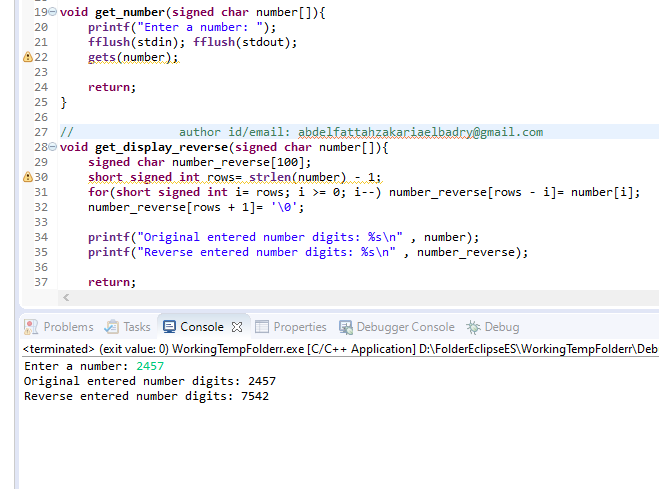 19 void get_number(signed char number[]){
20     printf("Enter a number: ");
21     fflush(stdin); fflush(stdout);
22     gets(number);
23
24     return;
25 }
26
27 //               author id/email: abdelfattahzakariaelbadry@gmail.com
28 void get_display_reverse(signed char number[]){
29     signed char number_reverse[100];
30     short signed int rows= strlen(number) - 1;
31     for(short signed int i= rows; i >= 0; i--) number_reverse[rows - i]= number[i];
32     number_reverse[rows + 1]= '\0';
33
34     printf("Original entered number digits: %s\n" , number);
35     printf("Reverse entered number digits: %s\n" , number_reverse);
36
37     return;
Problems Tasks Console Properties Debugger Console Debug
<terminated> (exit value: 0) WorkingTempFolderr.exe [C/C++ Application] D:\FolderEclipseES\WorkingTempFolderr\Deb
Enter a number: 2457
Original entered number digits: 2457
Reverse entered number digits: 7542